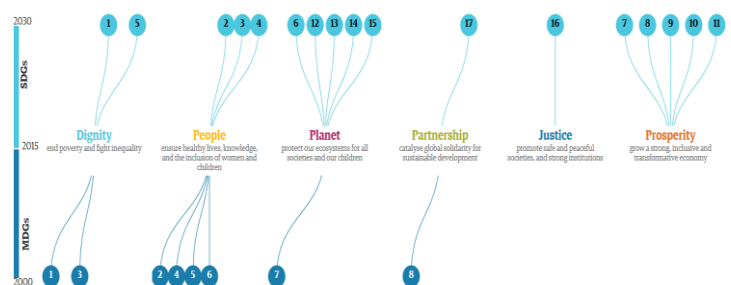 2030
1 5 2 3 4 6 12 13 14 15 17 16 7 8 9 10 11
SDGs
Dignity
end poverty and fight inequality
People
ensure healthy lives, knowledge,
and the inclusion of women and
children
Planet
protect our ecosystems for all
societies and our children
Partnership
catalyse global solidarity for
sustainable development
Justice
promote safe and peaceful
societies, and strong institutions
Prosperity
grow a strong, inclusive and
transformative economy
2015
MDGs
1 3 2 4 5 6 7 8
2000